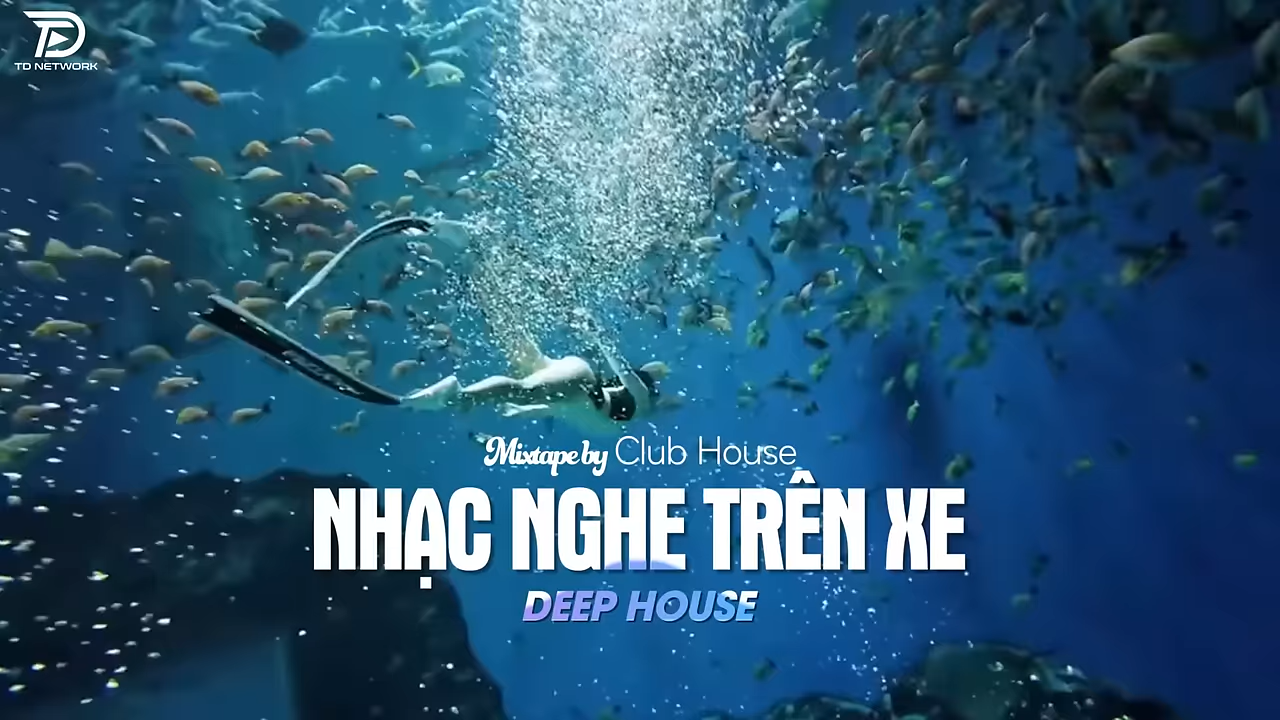 TD NETWORK
Mixtape by Club House
NHẠC NGHE TRÊN XE
DEEP HOUSE